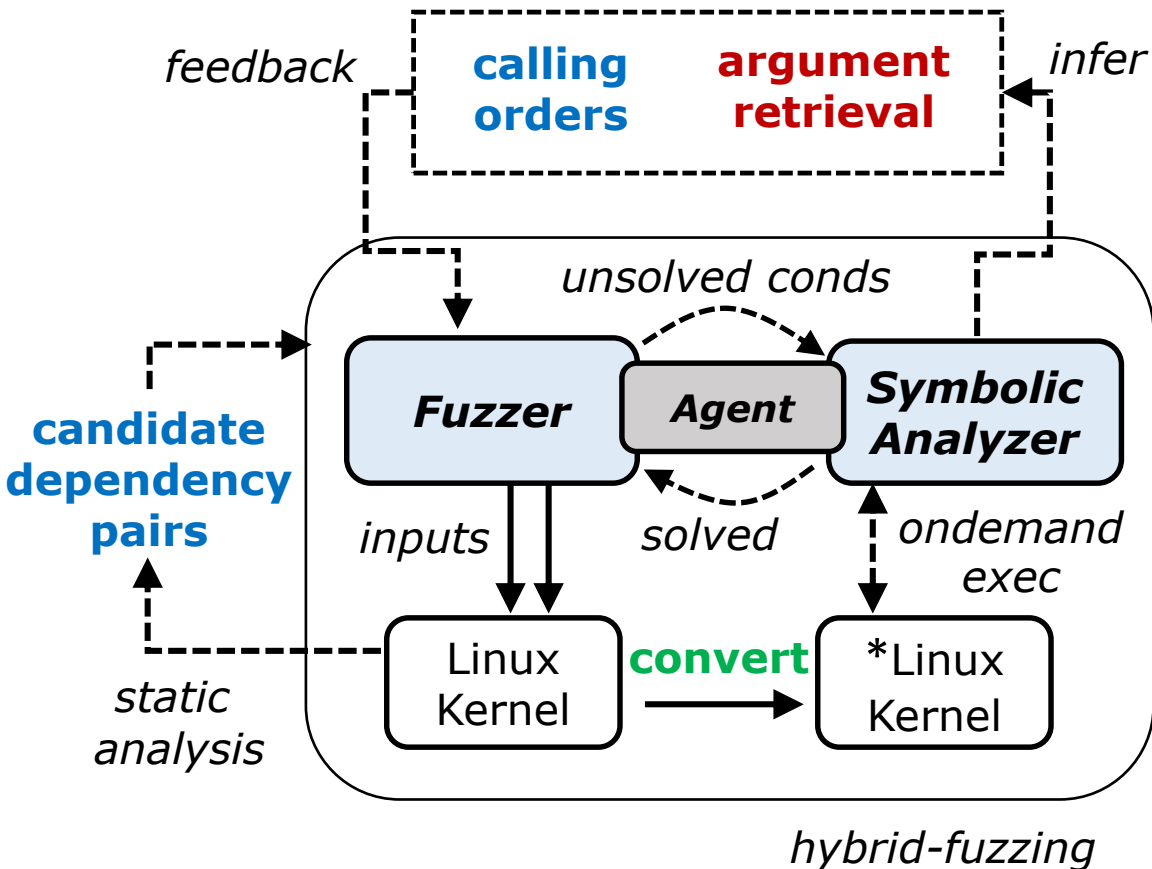 feedback
calling
orders
argument
retrieval
infer
unsolved conds
Fuzzer
Agent
Symbolic
Analyzer
candidate
dependency
pairs
inputs
solved
ondemand
exec
Linux
Kernel
convert
*Linux
Kernel
static
analysis
hybrid-fuzzing